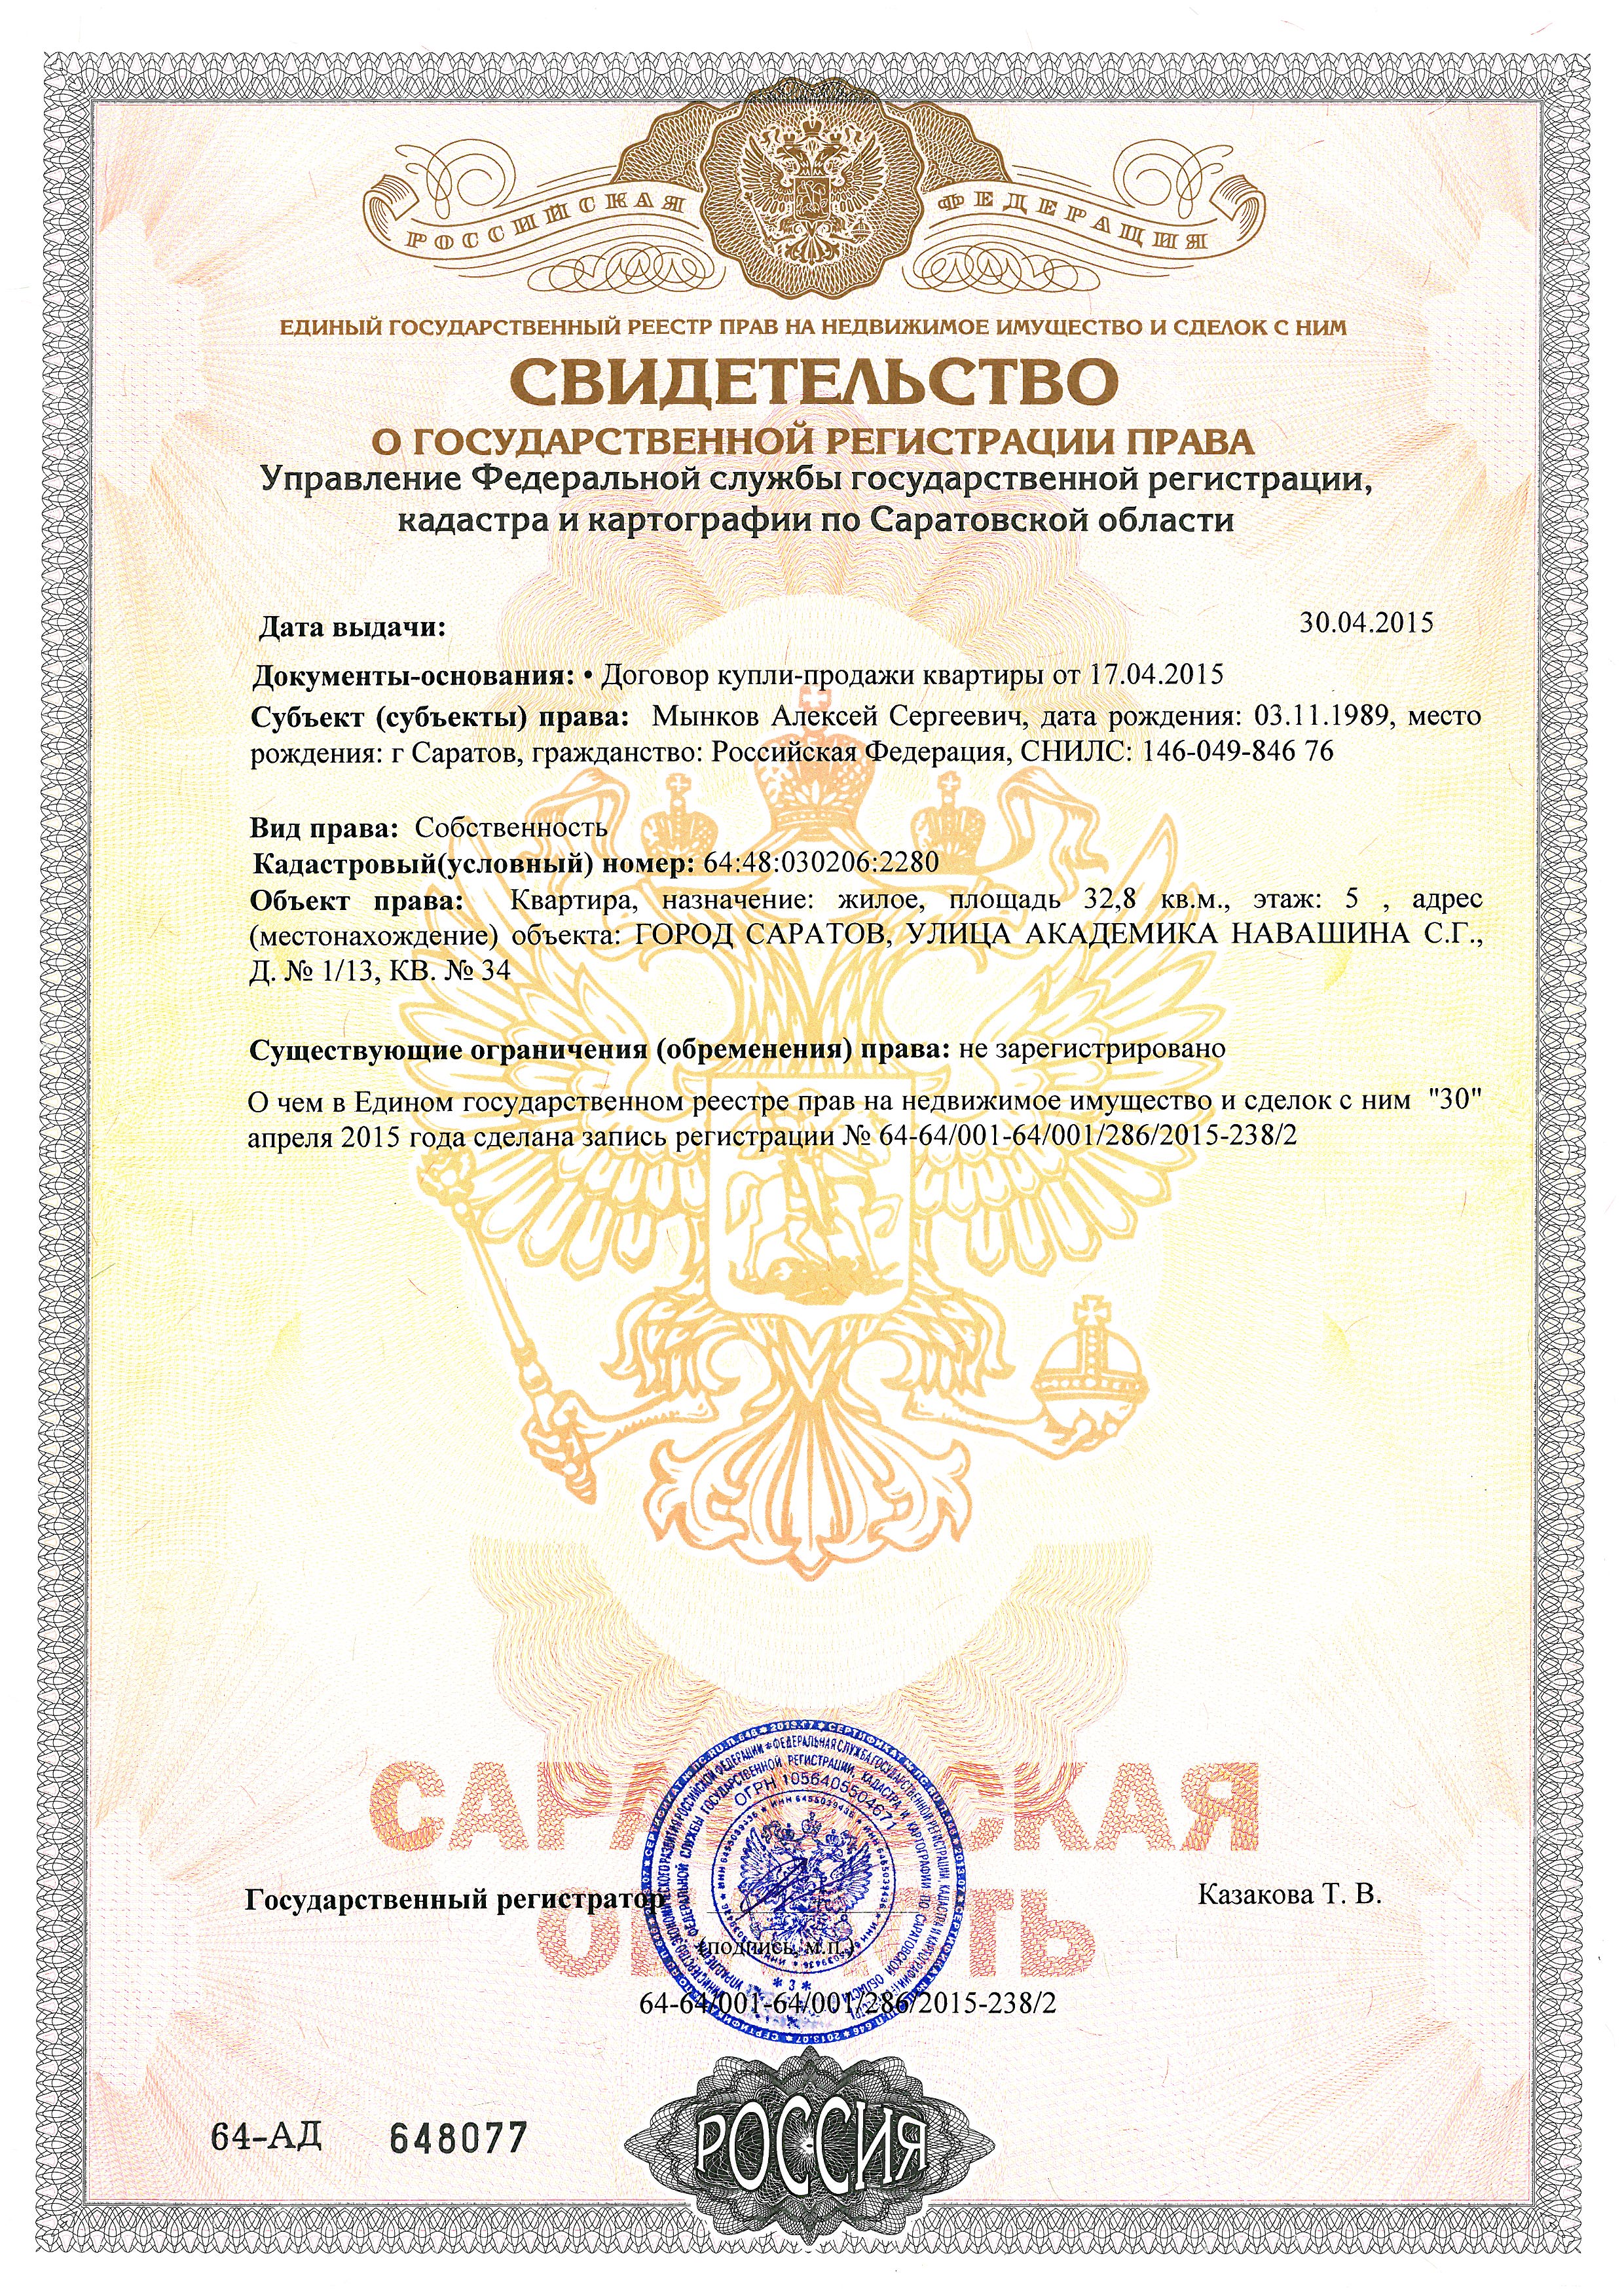 РОССИЙСКАЯ ФЕДЕРАЦИЯ
ЕДИНЫЙ ГОСУДАРСТВЕННЫЙ РЕЕСТР ПРАВ НА НЕДВИЖИМОЕ ИМУЩЕСТВО И СДЕЛОК С НИМ
СВИДЕТЕЛЬСТВО
О ГОСУДАРСТВЕННОЙ РЕГИСТРАЦИИ ПРАВА
Управление Федеральной службы государственной регистрации,
кадастра и картографии по Саратовской области
Дата выдачи: 30.04.2015
Документы-основания: • Договор купли-продажи квартиры от 17.04.2015
Субъект (субъекты) права: Мынков Алексей Сергеевич, дата рождения: 03.11.1989, место
рождения: г Саратов, гражданство: Российская Федерация, СНИЛС: 146-049-846 76
Вид права: Собственность
Кадастровый(условный) номер: 64:48:030206:2280
Объект права: Квартира, назначение: жилое, площадь 32,8 кв.м., этаж: 5 , адрес
(местонахождение) объекта: ГОРОД САРАТОВ, УЛИЦА АКАДЕМИКА НАВАШИНА С.Г.,
Д. № 1/13, КВ. № 34
Существующие ограничения (обременения) права: не зарегистрировано
О чем в Едином государственном реестре прав на недвижимое имущество и сделок с ним "30"
апреля 2015 года сделана запись регистрации № 64-64/001-64/001/286/2015-238/2
ОГРН 1056405504671
Государственный регистратор Казакова Т. В.
(подпись, м.п.)
64-64/001-64/001/286/2015-238/2
64-АД 648077
РОССИЯ